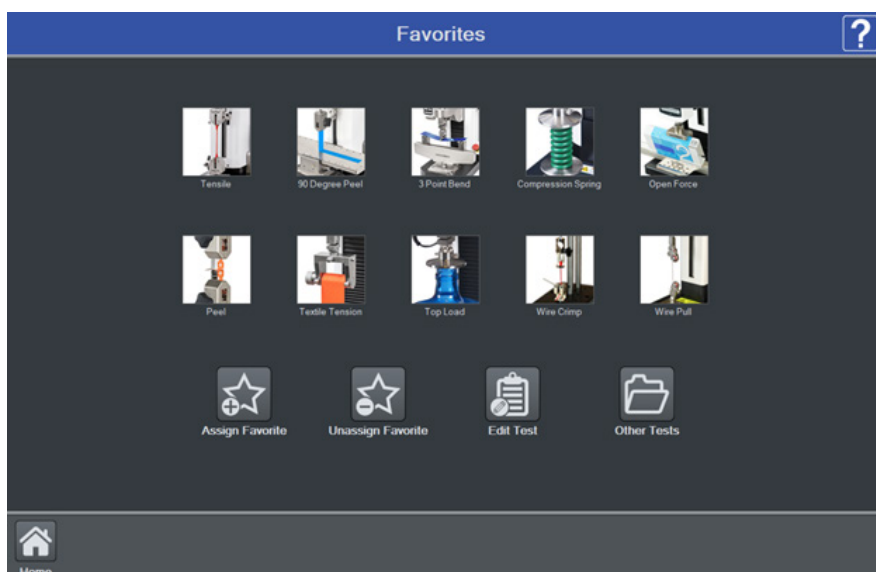 Favorites
?
Tensile
90 Degree Peel
3 Point Bend
Compression Spring
Open Force
Peel
Textile Tension
Top Load
Wire Crimp
Wire Pull
Assign Favorite
Unassign Favorite
Edit Test
Other Tests
Home